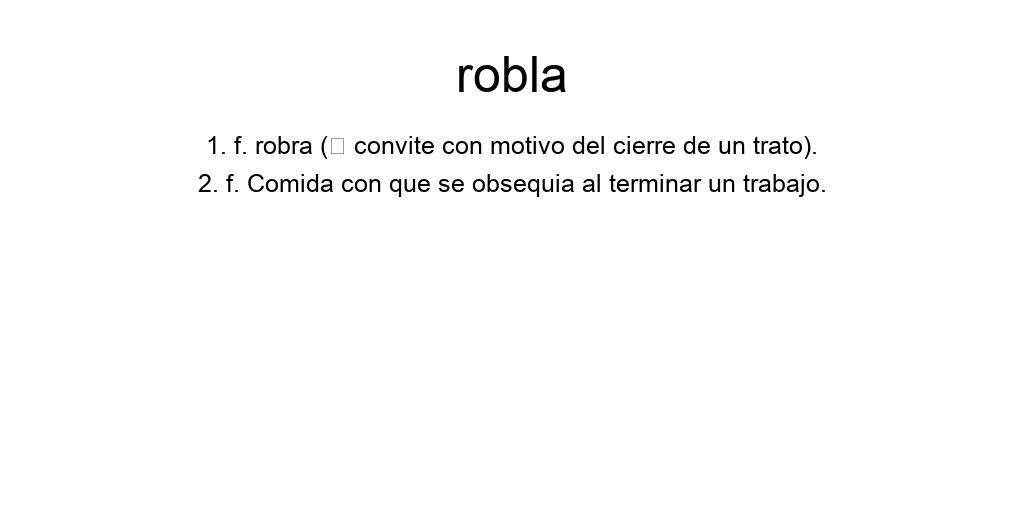 robla
1. f. robra (□ convite con motivo del cierre de un trato).
2. f. Comida con que se obsequia al terminar un trabajo.